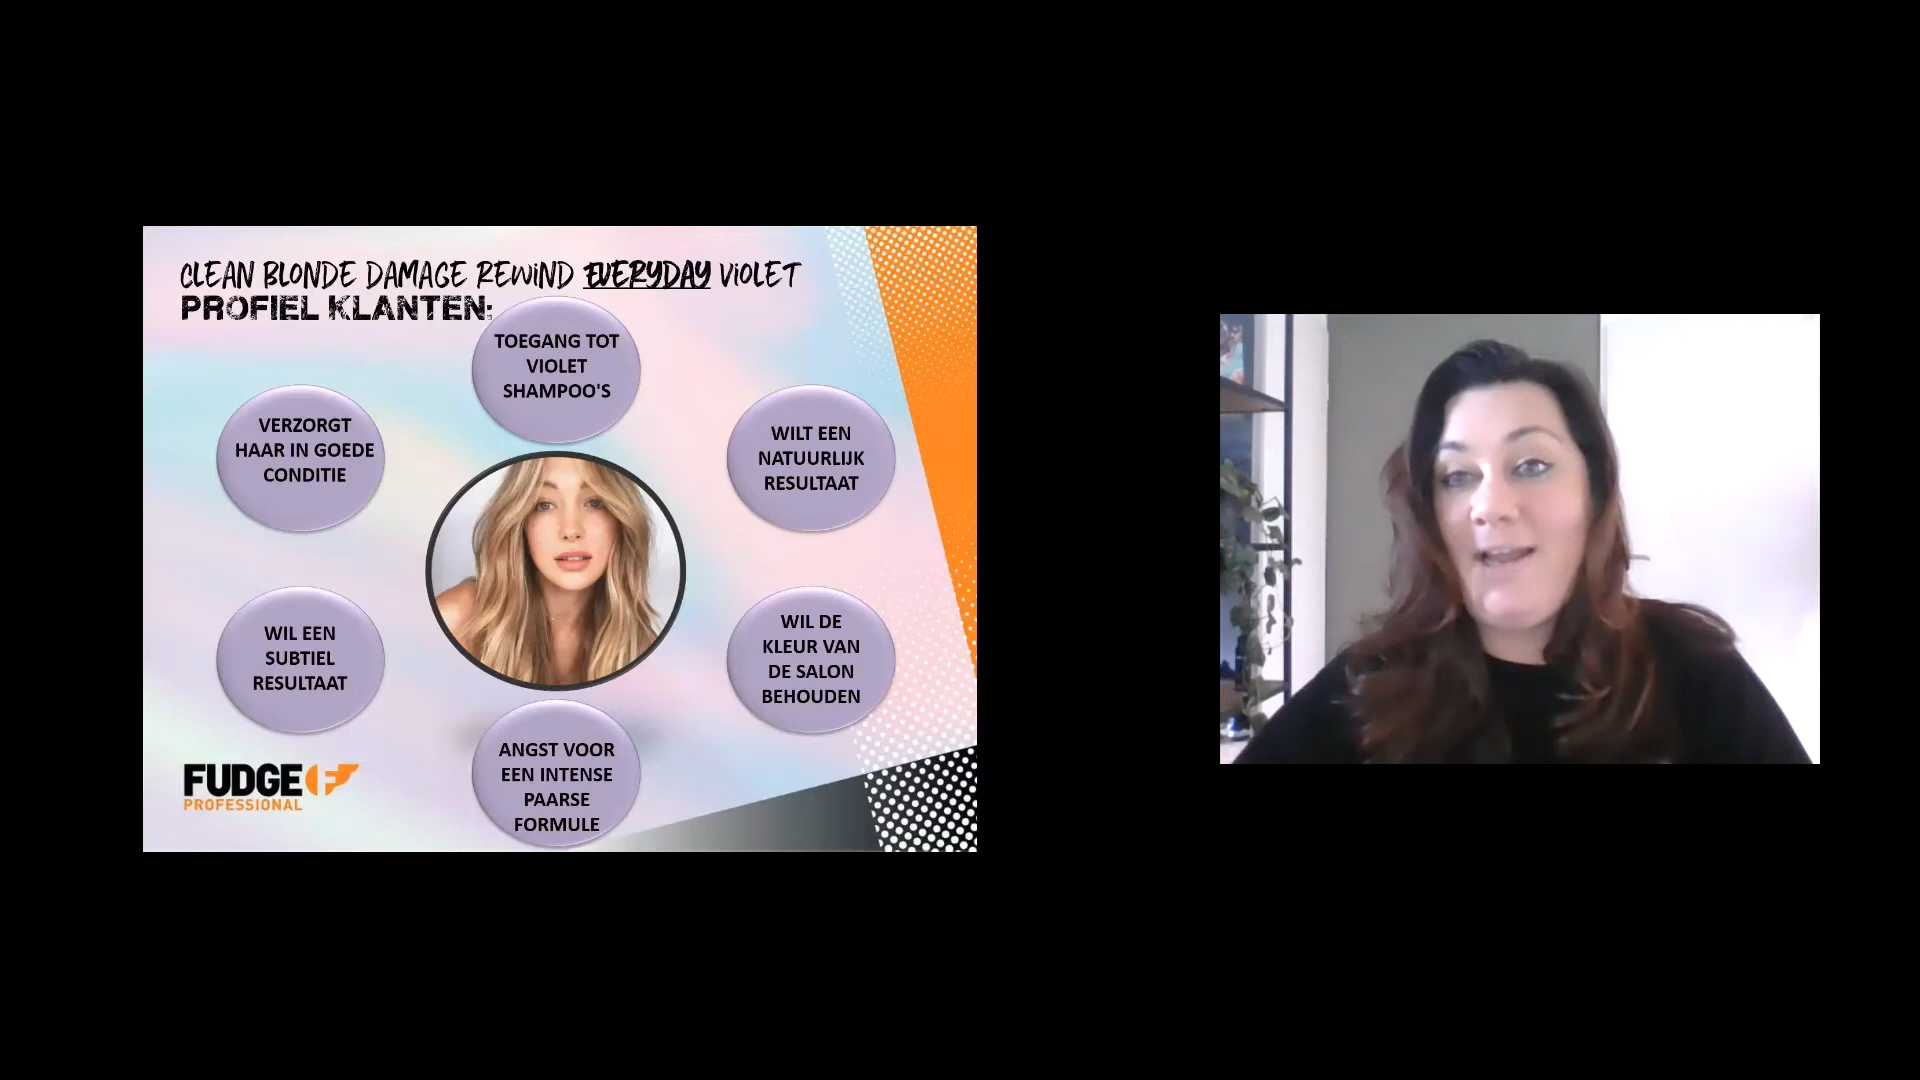 CLEAN BLONDE DAMAGE REWIND EVERYDAY VIOLET
PROFIEL KLANTEN:
TOEGANG TOT
VIOLET
SHAMPOO'S
VERZORGT
HAAR IN GOEDE
CONDITIE
WILT EEN
NATUURLIJK
RESULTAAT
WIL EEN
SUBTIEL
RESULTAAT
WIL DE
KLEUR VAN
DE SALON
BEHOUDEN
ANGST VOOR
EEN INTENSE
PAARSE
FORMULE
FUDGE F
PROFESSIONAL